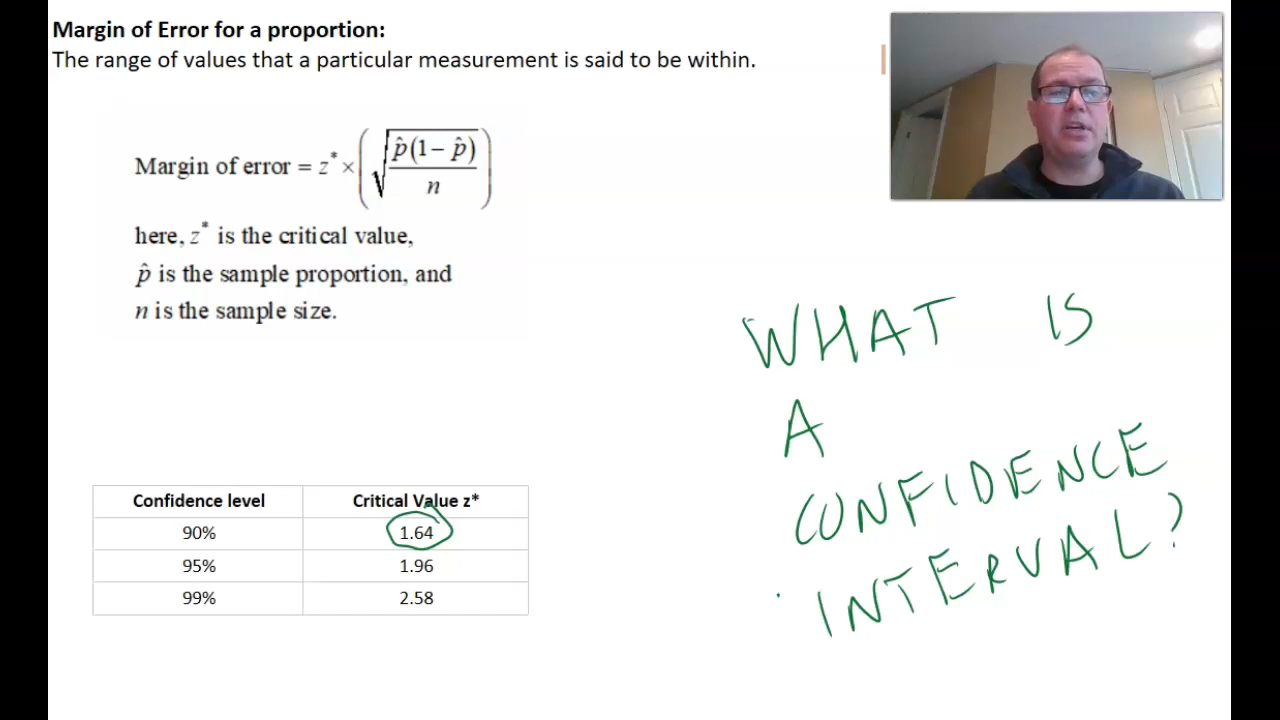 Margin of Error for a proportion:
The range of values that a particular measurement is said to be within.
Margin of error = z* × (√(p̂(1− p̂)/n))
here, z* is the critical value,
p̂ is the sample proportion, and
n is the sample size.
WHAT IS
A
CONFIDENCE
INTERVAL?
Confidence level Critical Value z*
90% 1.64
95% 1.96
99% 2.58